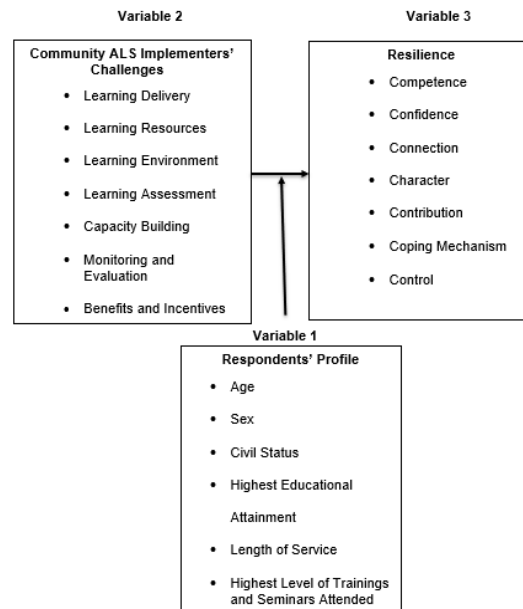 Variable 2
Community ALS Implementers'
Challenges
• Learning Delivery
• Learning Resources
• Learning Environment
• Learning Assessment
• Capacity Building
• Monitoring and
Evaluation
• Benefits and Incentives
Variable 3
Resilience
• Competence
• Confidence
• Connection
• Character
• Contribution
• Coping Mechanism
• Control
Variable 1
Respondents' Profile
• Age
• Sex
• Civil Status
• Highest Educational
Attainment
• Length of Service
• Highest Level of Trainings
and Seminars Attended